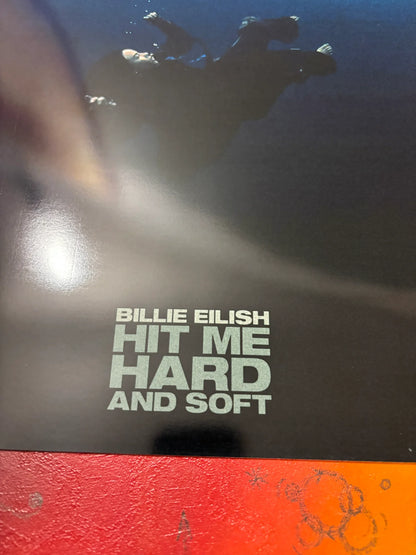 BILLIE EILISH
HIT ME
HARD
AND SOFT